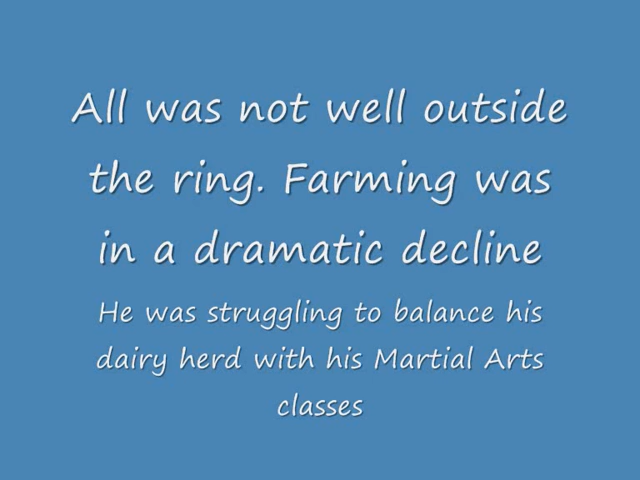 All was not well outside
the ring. Farming was
in a dramatic decline
He was struggling to balance his
dairy herd with his Martial Arts
classes